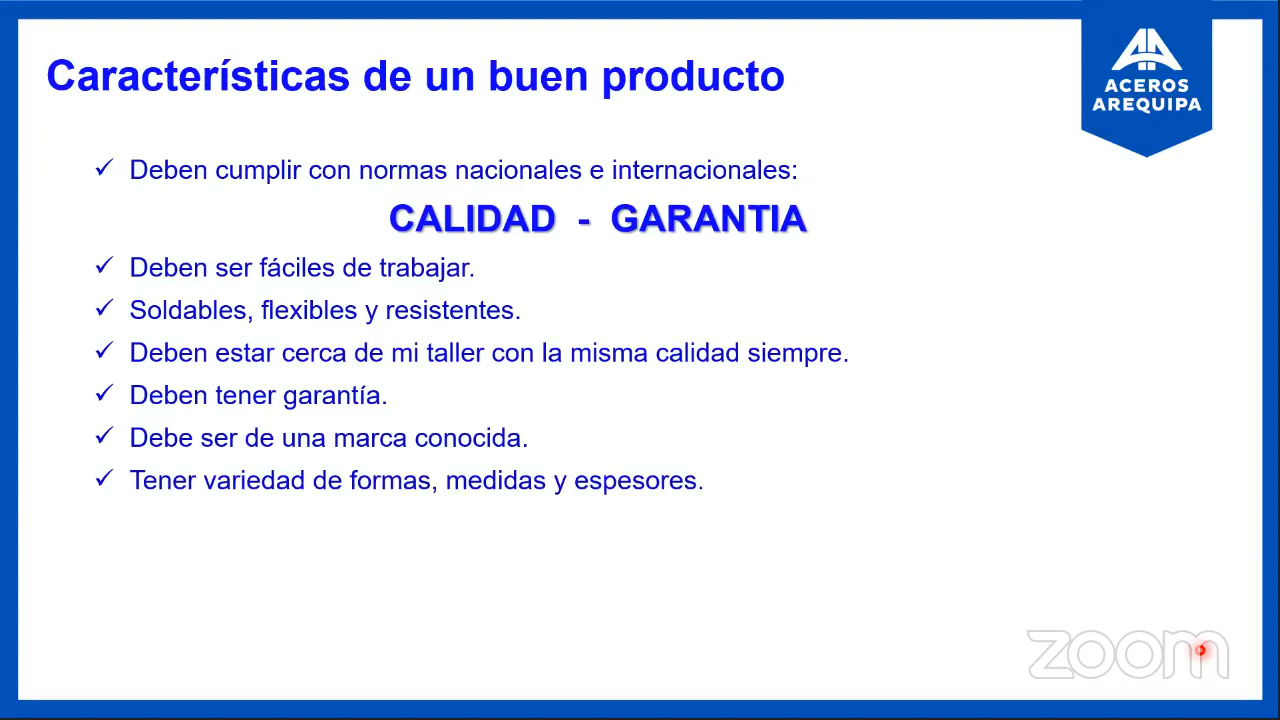 Características de un buen producto
ACEROS
AREQUIPA
✓ Deben cumplir con normas nacionales e internacionales:
CALIDAD - GARANTIA
✓ Deben ser fáciles de trabajar.
✓ Soldables, flexibles y resistentes.
✓ Deben estar cerca de mi taller con la misma calidad siempre.
✓ Deben tener garantía.
✓ Debe ser de una marca conocida.
✓ Tener variedad de formas, medidas y espesores.
zoom